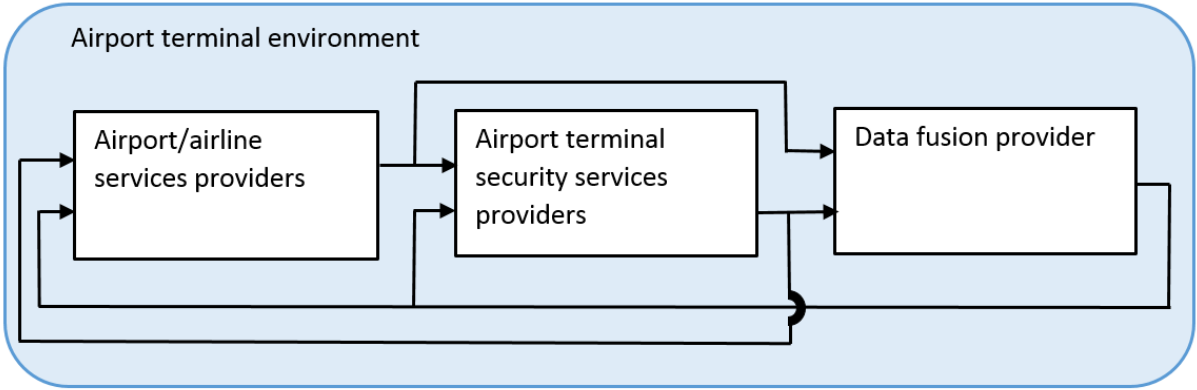 Airport terminal environment
Airport/airline
services providers
Airport terminal
security services
providers
Data fusion provider